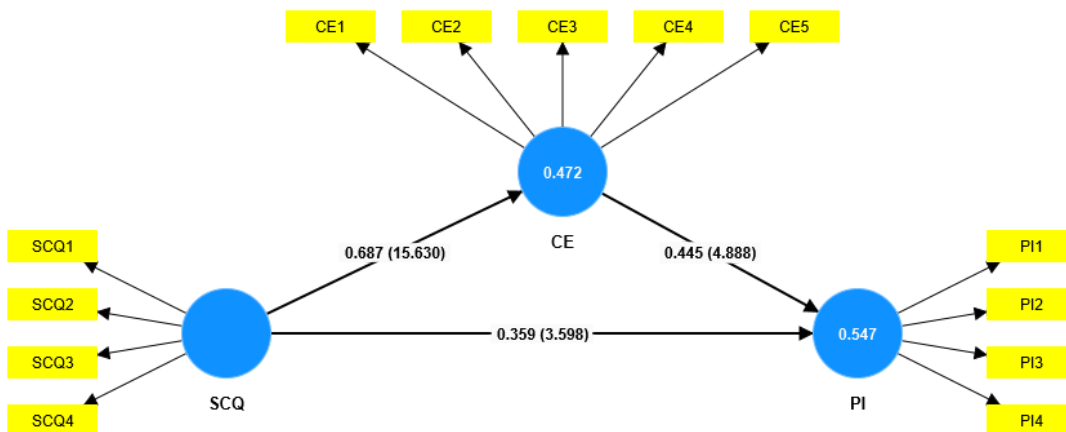 CE1
CE2
CE3
CE4
CE5
0.472
CE
0.687 (15.630)
0.445 (4.888)
SCQ1
SCQ2
SCQ3
SCQ4
SCQ
0.359 (3.598)
0.547
PI
PI1
PI2
PI3
PI4